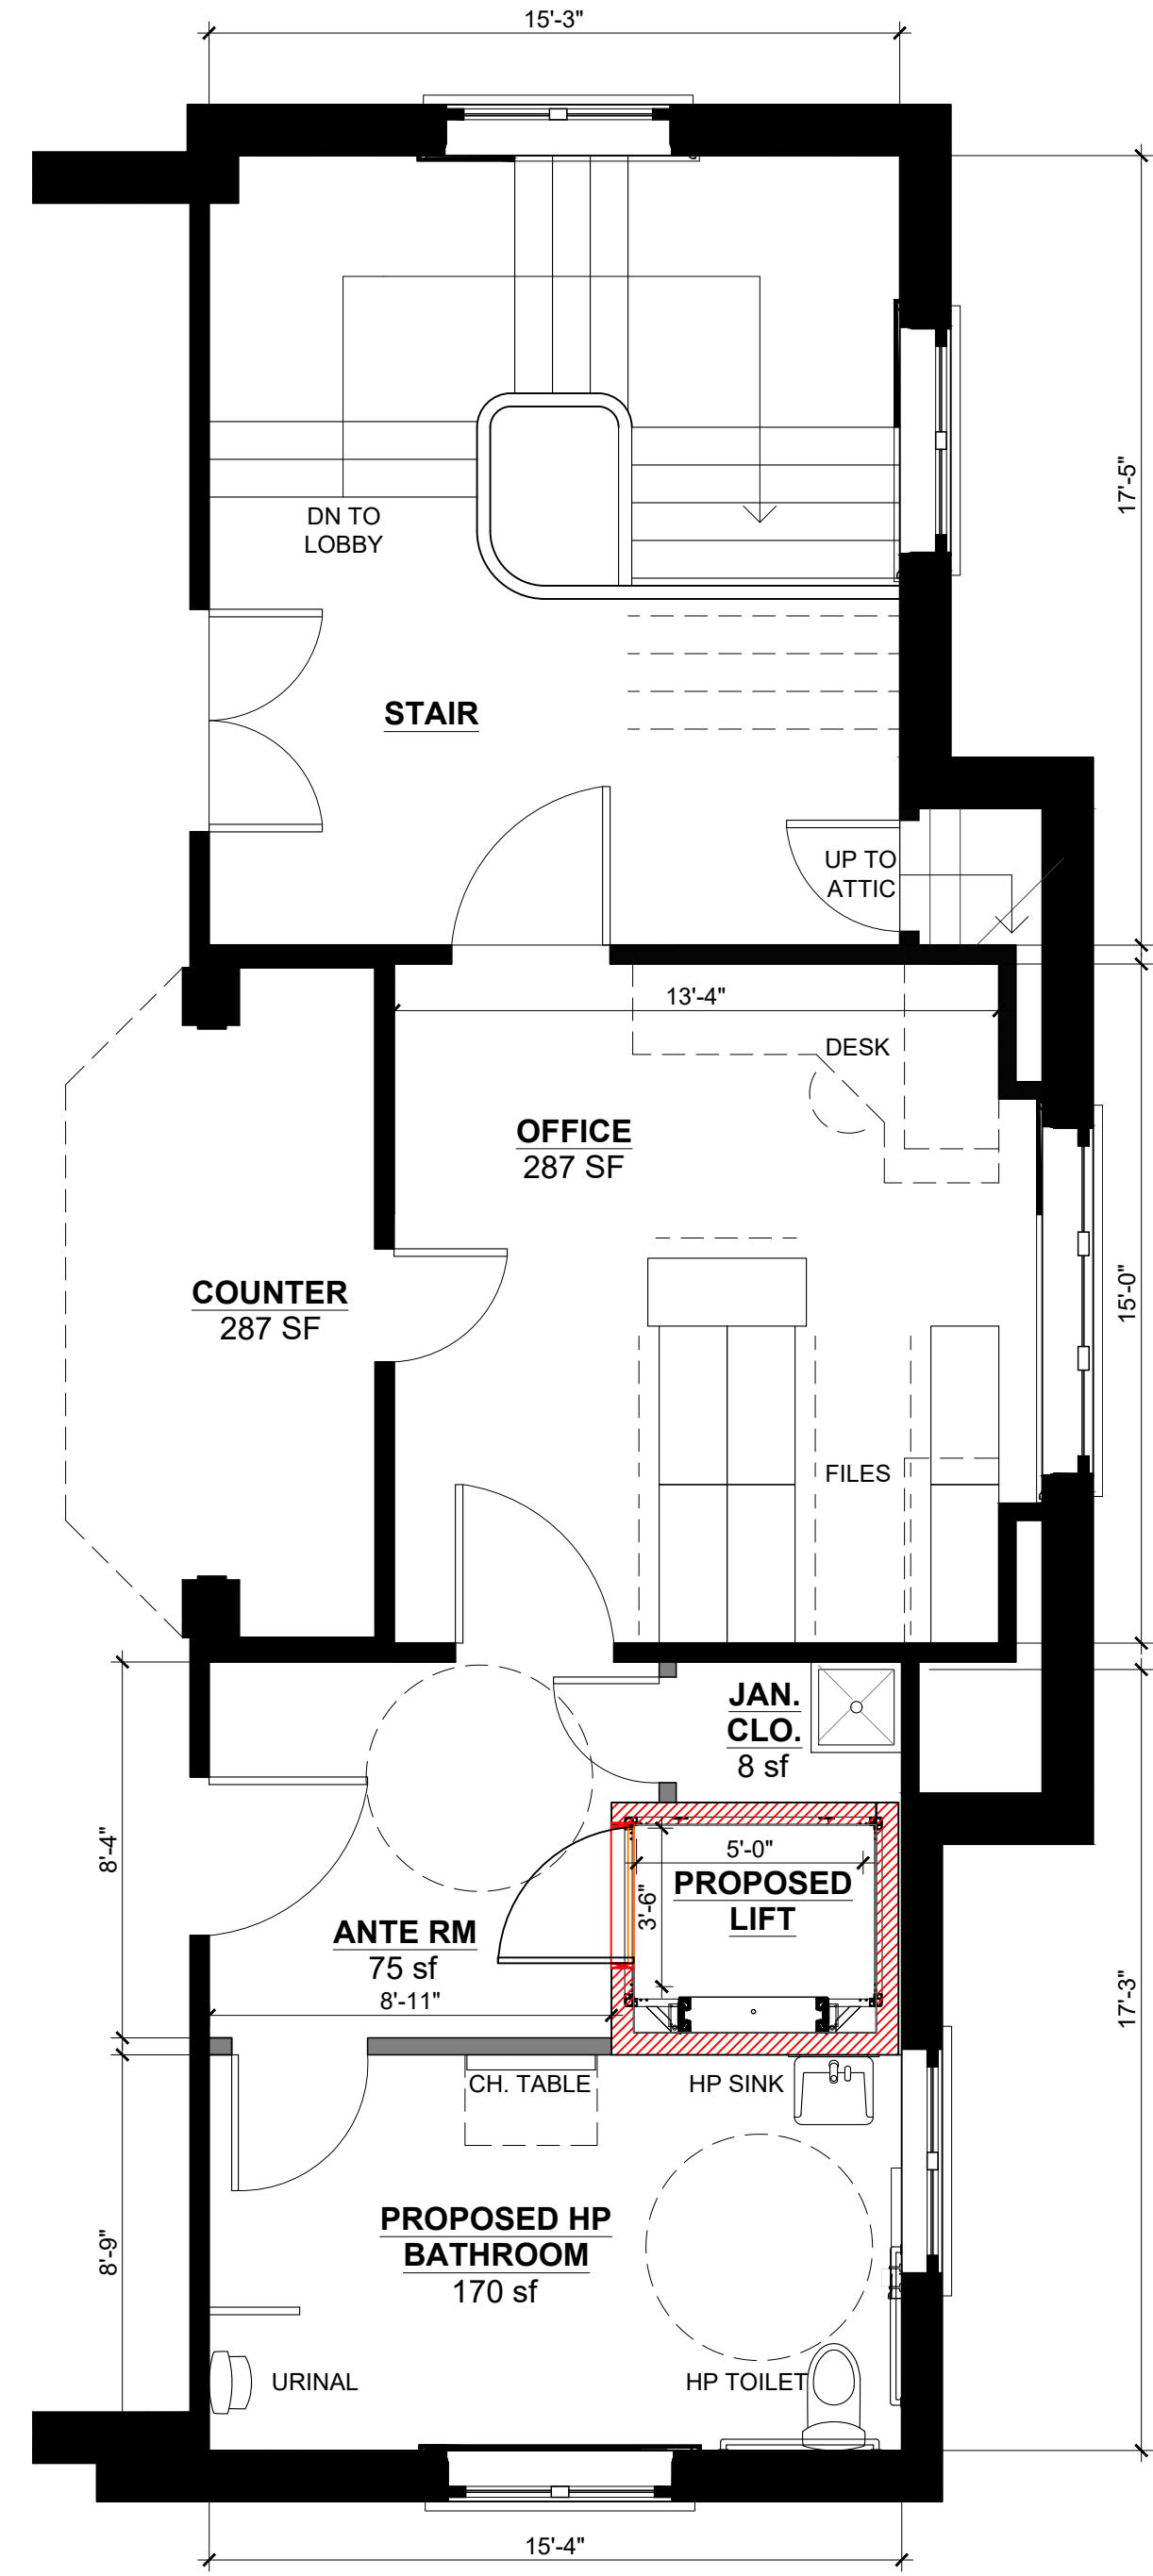 15'-3"
17'-5"
DN TO
LOBBY
STAIR
UP TO
ATTIC
13'-4"
DESK
OFFICE
287 SF
COUNTER
287 SF
15'-0"
FILES
JAN.
CLO.
8 sf
8'-4"
5'-0"
3'-6"
PROPOSED
LIFT
ANTE RM
75 sf
8'-11"
17'-3"
CH. TABLE
HP SINK
PROPOSED HP
BATHROOM
170 sf
8'-9"
URINAL
HP TOILET
15'-4"